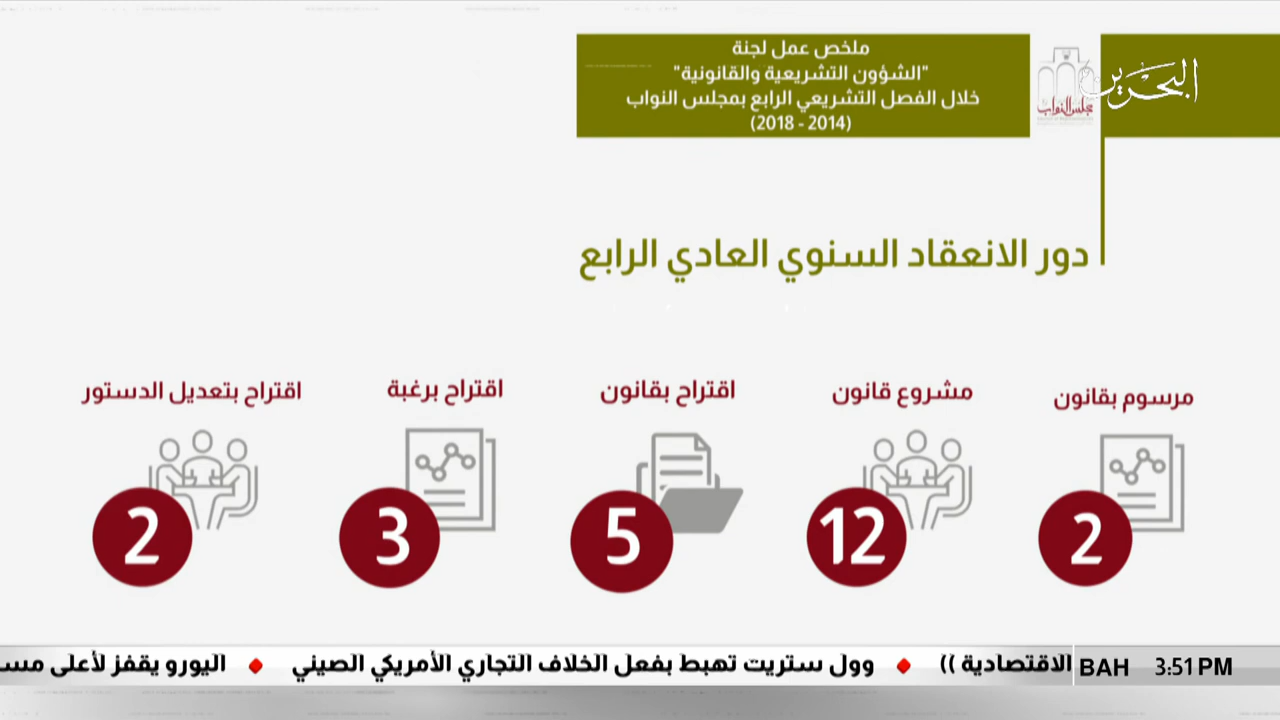 ملخص عمل لجنة
"الشؤون التشريعية والقانونية"
خلال الفصل التشريعي الرابع بمجلس النواب
(2014 - 2018)
مجلس النواب
البحرين
دور الانعقاد السنوي العادي الرابع
مرسوم بقانون
2
مشروع قانون
12
اقتراح بقانون
5
اقتراح برغبة
3
اقتراح بتعديل الدستور
2
BAH 3:51 PM
الاقتصادية )) ♦ وول ستريت تهبط بفعل الخلاف التجاري الأمريكي الصيني ♦ اليورو يقفز لأعلى